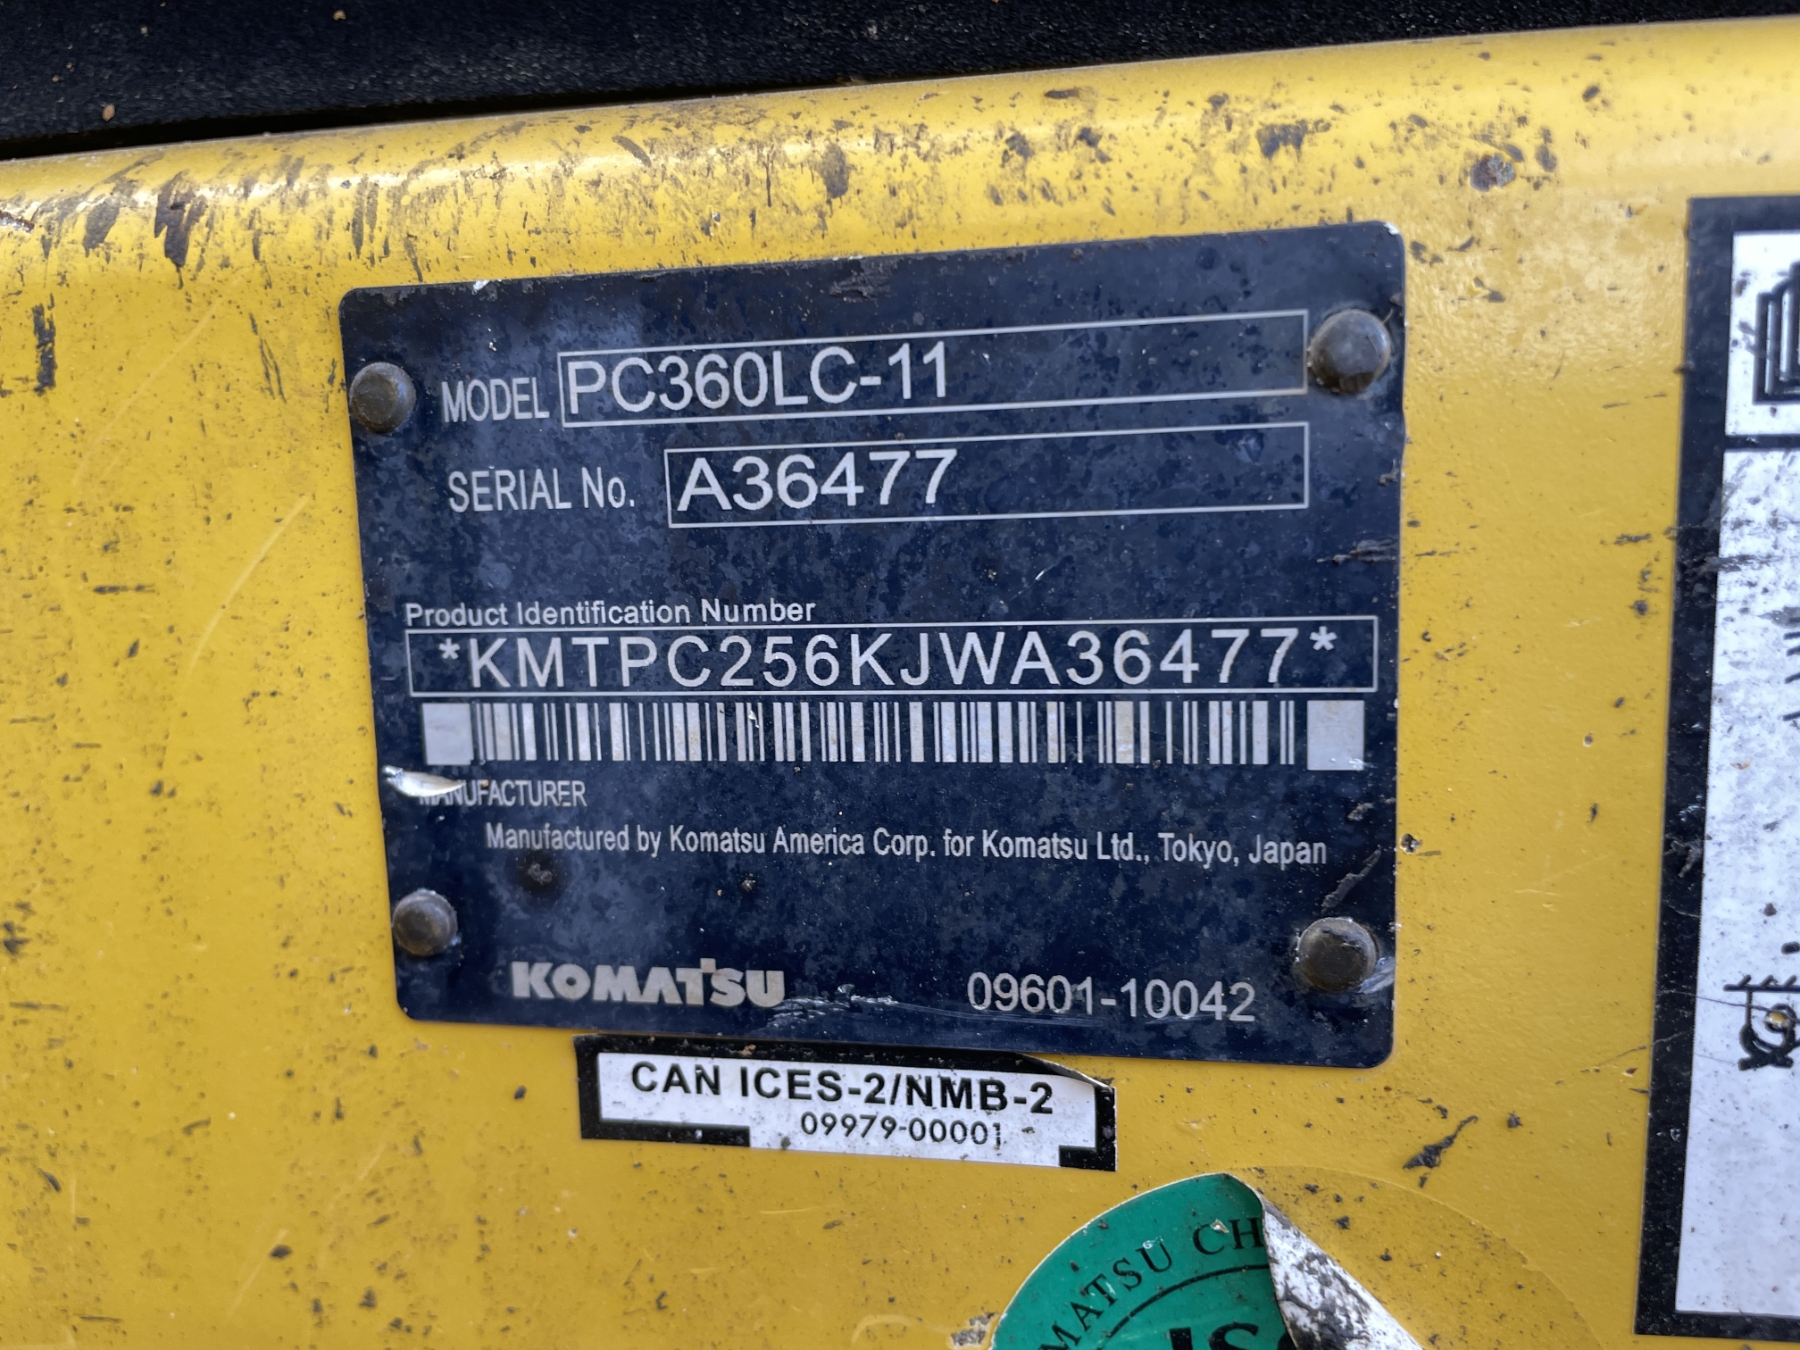 MODEL PC360LC-11
SERIAL No. A36477
Product Identification Number
*KMTPC256KJWA36477*
MANUFACTURER
Manufactured by Komatsu America Corp. for Komatsu Ltd., Tokyo, Japan
KOMATSU 09601-10042
CAN ICES-2/NMB-2
09979-00001